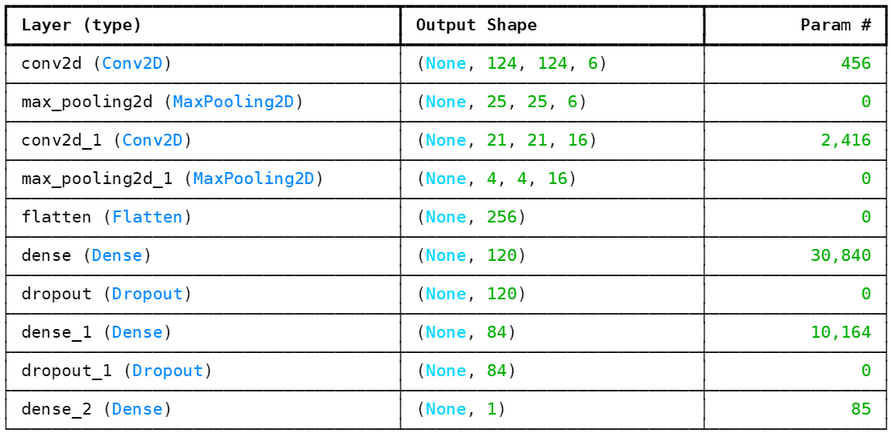 Layer (type) Output Shape Param #
conv2d (Conv2D) (None, 124, 124, 6) 456
max_pooling2d (MaxPooling2D) (None, 25, 25, 6) 0
conv2d_1 (Conv2D) (None, 21, 21, 16) 2,416
max_pooling2d_1 (MaxPooling2D) (None, 4, 4, 16) 0
flatten (Flatten) (None, 256) 0
dense (Dense) (None, 120) 30,840
dropout (Dropout) (None, 120) 0
dense_1 (Dense) (None, 84) 10,164
dropout_1 (Dropout) (None, 84) 0
dense_2 (Dense) (None, 1) 85